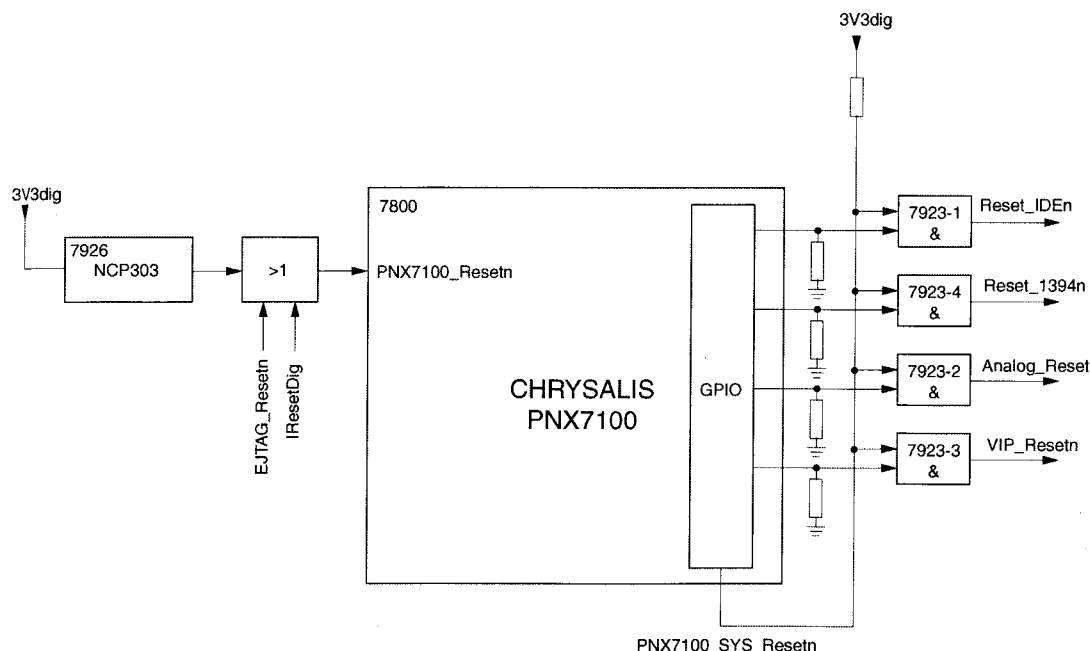 3V3dig
3V3dig
7926
NCP303
>1
EJTAG_Resetn
IResetDig
7800
PNX7100_Resetn
CHRYSALIS
PNX7100
GPIO
7923-1
&
Reset_IDEn
7923-4
&
Reset_1394n
7923-2
&
Analog_Reset
7923-3
&
VIP_Resetn
PNX7100_SYS_Resetn